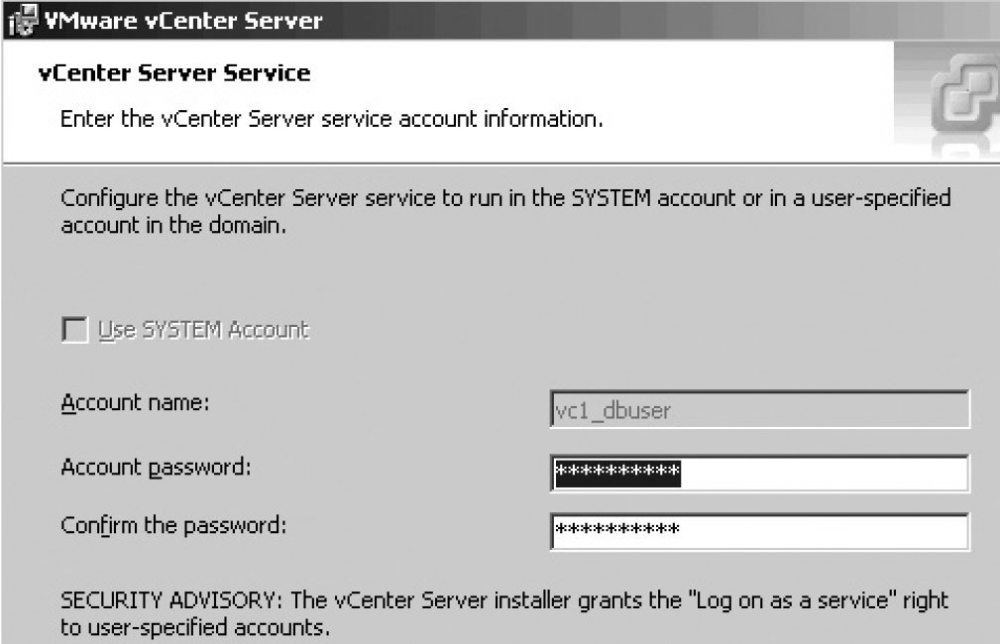 VMware vCenter Server
vCenter Server Service
Enter the vCenter Server service account information.
Configure the vCenter Server service to run in the SYSTEM account or in a user-specified
account in the domain.
Use SYSTEM Account
Account name:
vc1_dbuser
Account password:
**********
Confirm the password:
**********
SECURITY ADVISORY: The vCenter Server installer grants the "Log on as a service" right
to user-specified accounts.